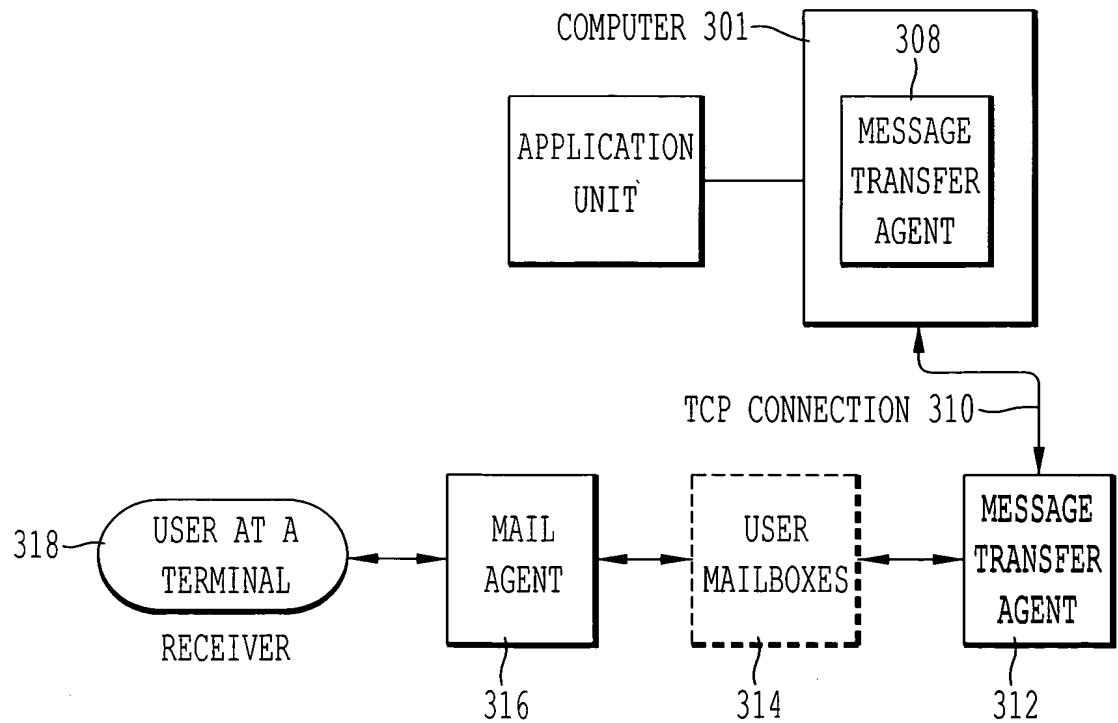 COMPUTER 301
308
APPLICATION
UNIT
MESSAGE
TRANSFER
AGENT
TCP CONNECTION 310
318
USER AT A
TERMINAL
RECEIVER
MAIL
AGENT
316
USER
MAILBOXES
314
MESSAGE
TRANSFER
AGENT
312